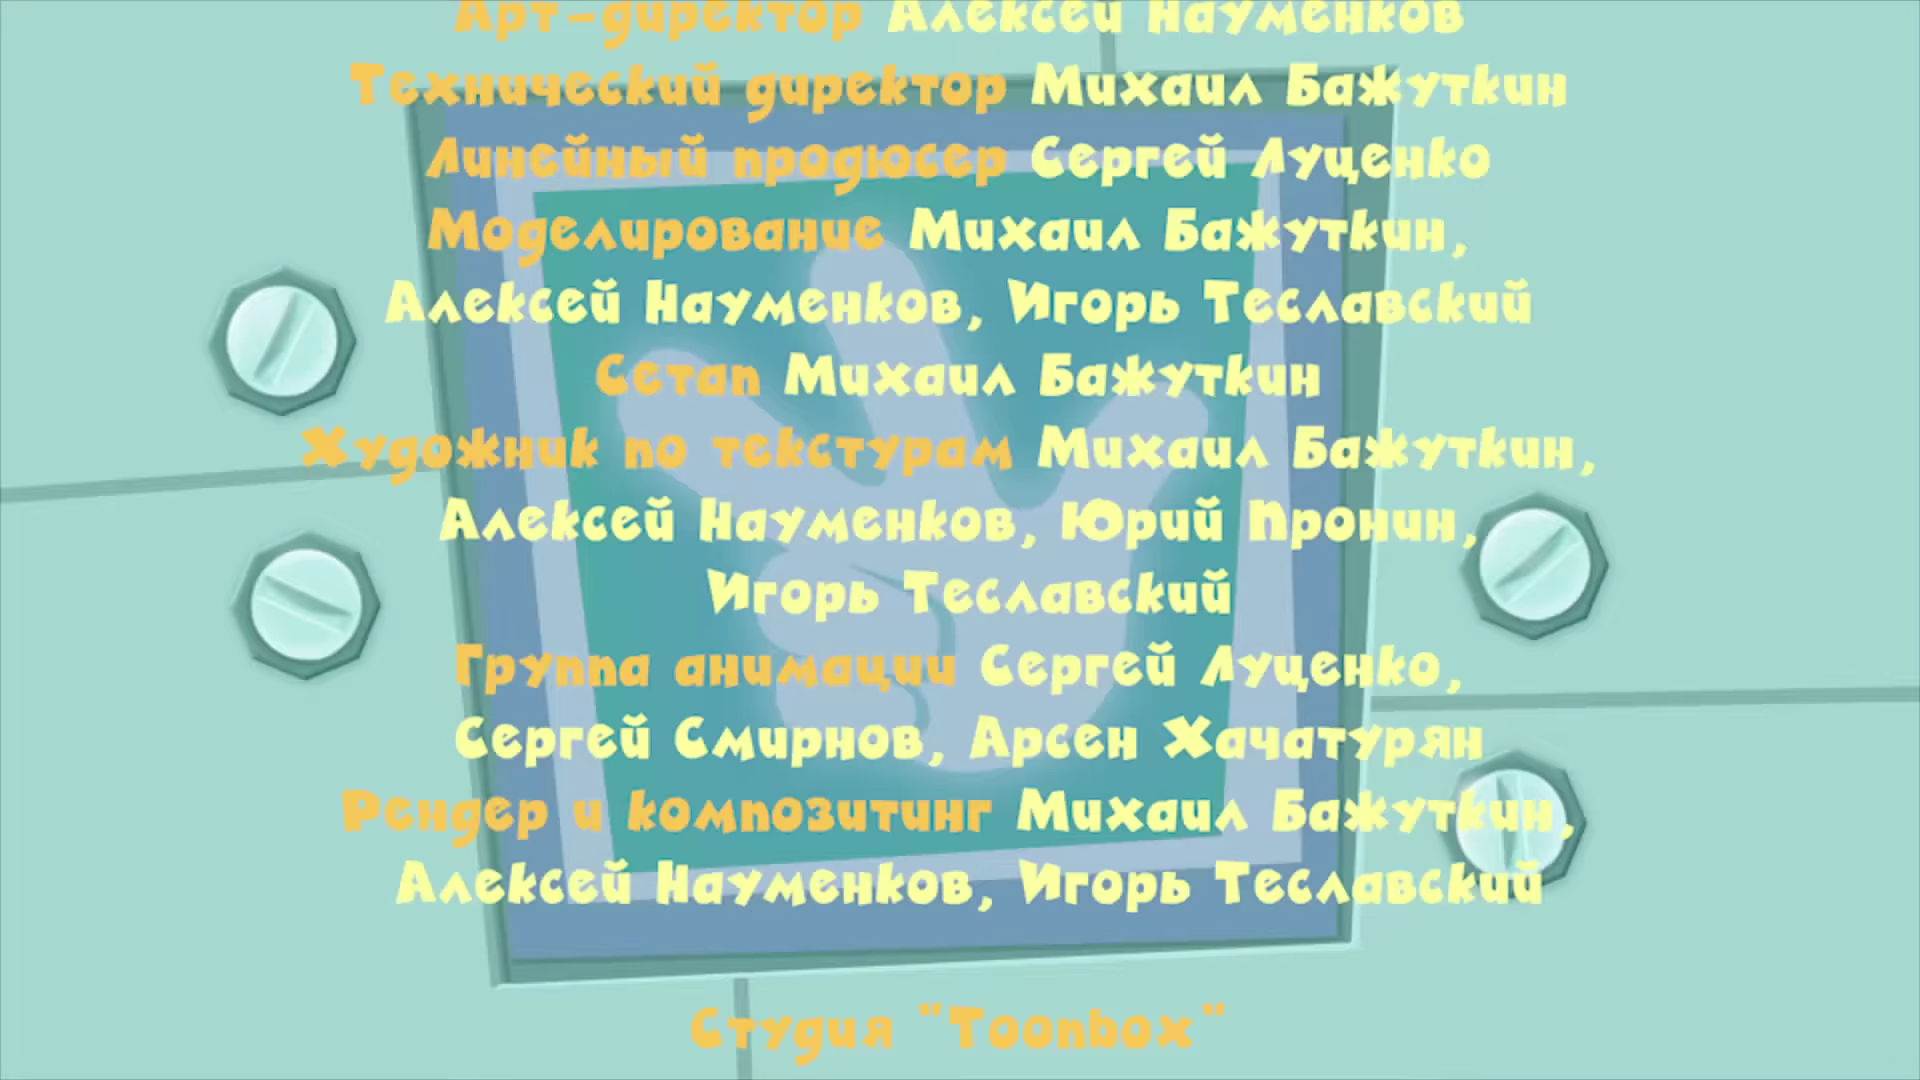 Арт-директор Алексей Науменков
Технический директор Михаил Бажуткин
Линейный продюсер Сергей Луценко
Моделирование Михаил Бажуткин,
Алексей Науменков, Игорь Теславский
Сетап Михаил Бажуткин
Художник по текстурам Михаил Бажуткин,
Алексей Науменков, Юрий Пронин,
Игорь Теславский
Группа анимации Сергей Луценко,
Сергей Смирнов, Арсен Хачатурян
Рендер и композитинг Михаил Бажуткин,
Алексей Науменков, Игорь Теславский
Студия "Toonbox"